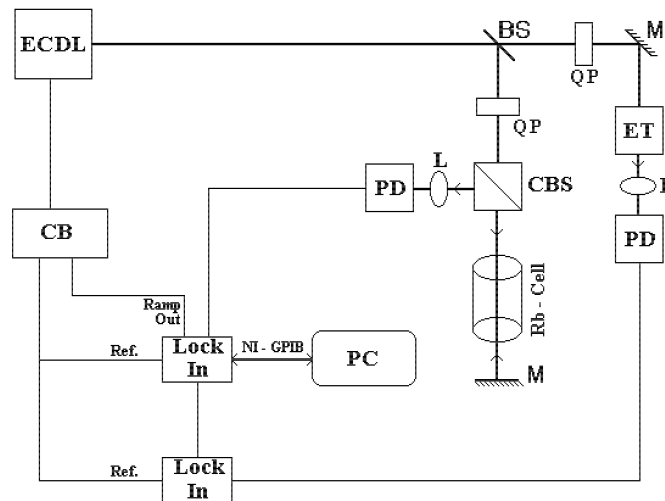 ECDL
BS
M
QP
QP
ET
L
PD
CBS
PD
CB
Rb - Cell
Ramp
Out
Ref.
Lock
In
NI - GPIB
PC
M
Ref.
Lock
In